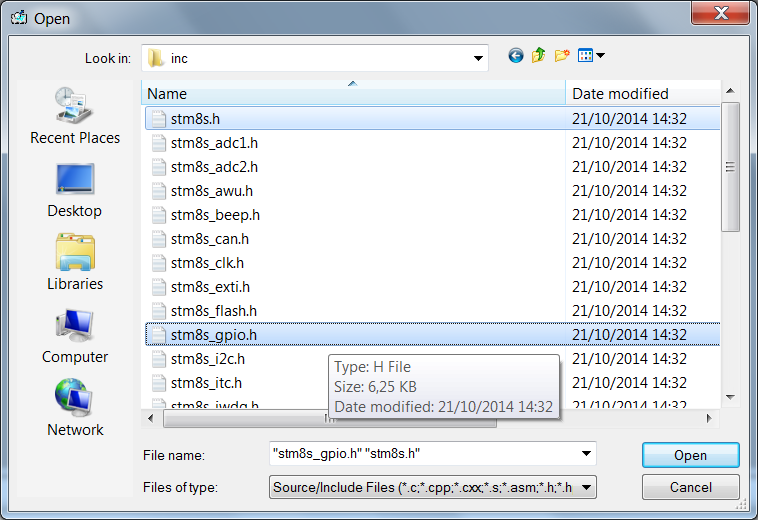 Open
Look in: inc
Name Date modified
Recent Places
Desktop
Libraries
Computer
Network
stm8s.h 21/10/2014 14:32
stm8s_adc1.h 21/10/2014 14:32
stm8s_adc2.h 21/10/2014 14:32
stm8s_awu.h 21/10/2014 14:32
stm8s_beep.h 21/10/2014 14:32
stm8s_can.h 21/10/2014 14:32
stm8s_clk.h 21/10/2014 14:32
stm8s_exti.h 21/10/2014 14:32
stm8s_flash.h 21/10/2014 14:32
stm8s_gpio.h 21/10/2014 14:32
stm8s_i2c.h 21/10/2014 14:32
stm8s_itc.h 21/10/2014 14:32
stm8s_iwdg.h 21/10/2014 14:32
Type: H File
Size: 6,25 KB
Date modified: 21/10/2014 14:32
File name: "stm8s_gpio.h" "stm8s.h" Open
Files of type: Source/Include Files (*.c;*.cpp;*.cxx;*.s;*.asm;*.h;*.h Cancel